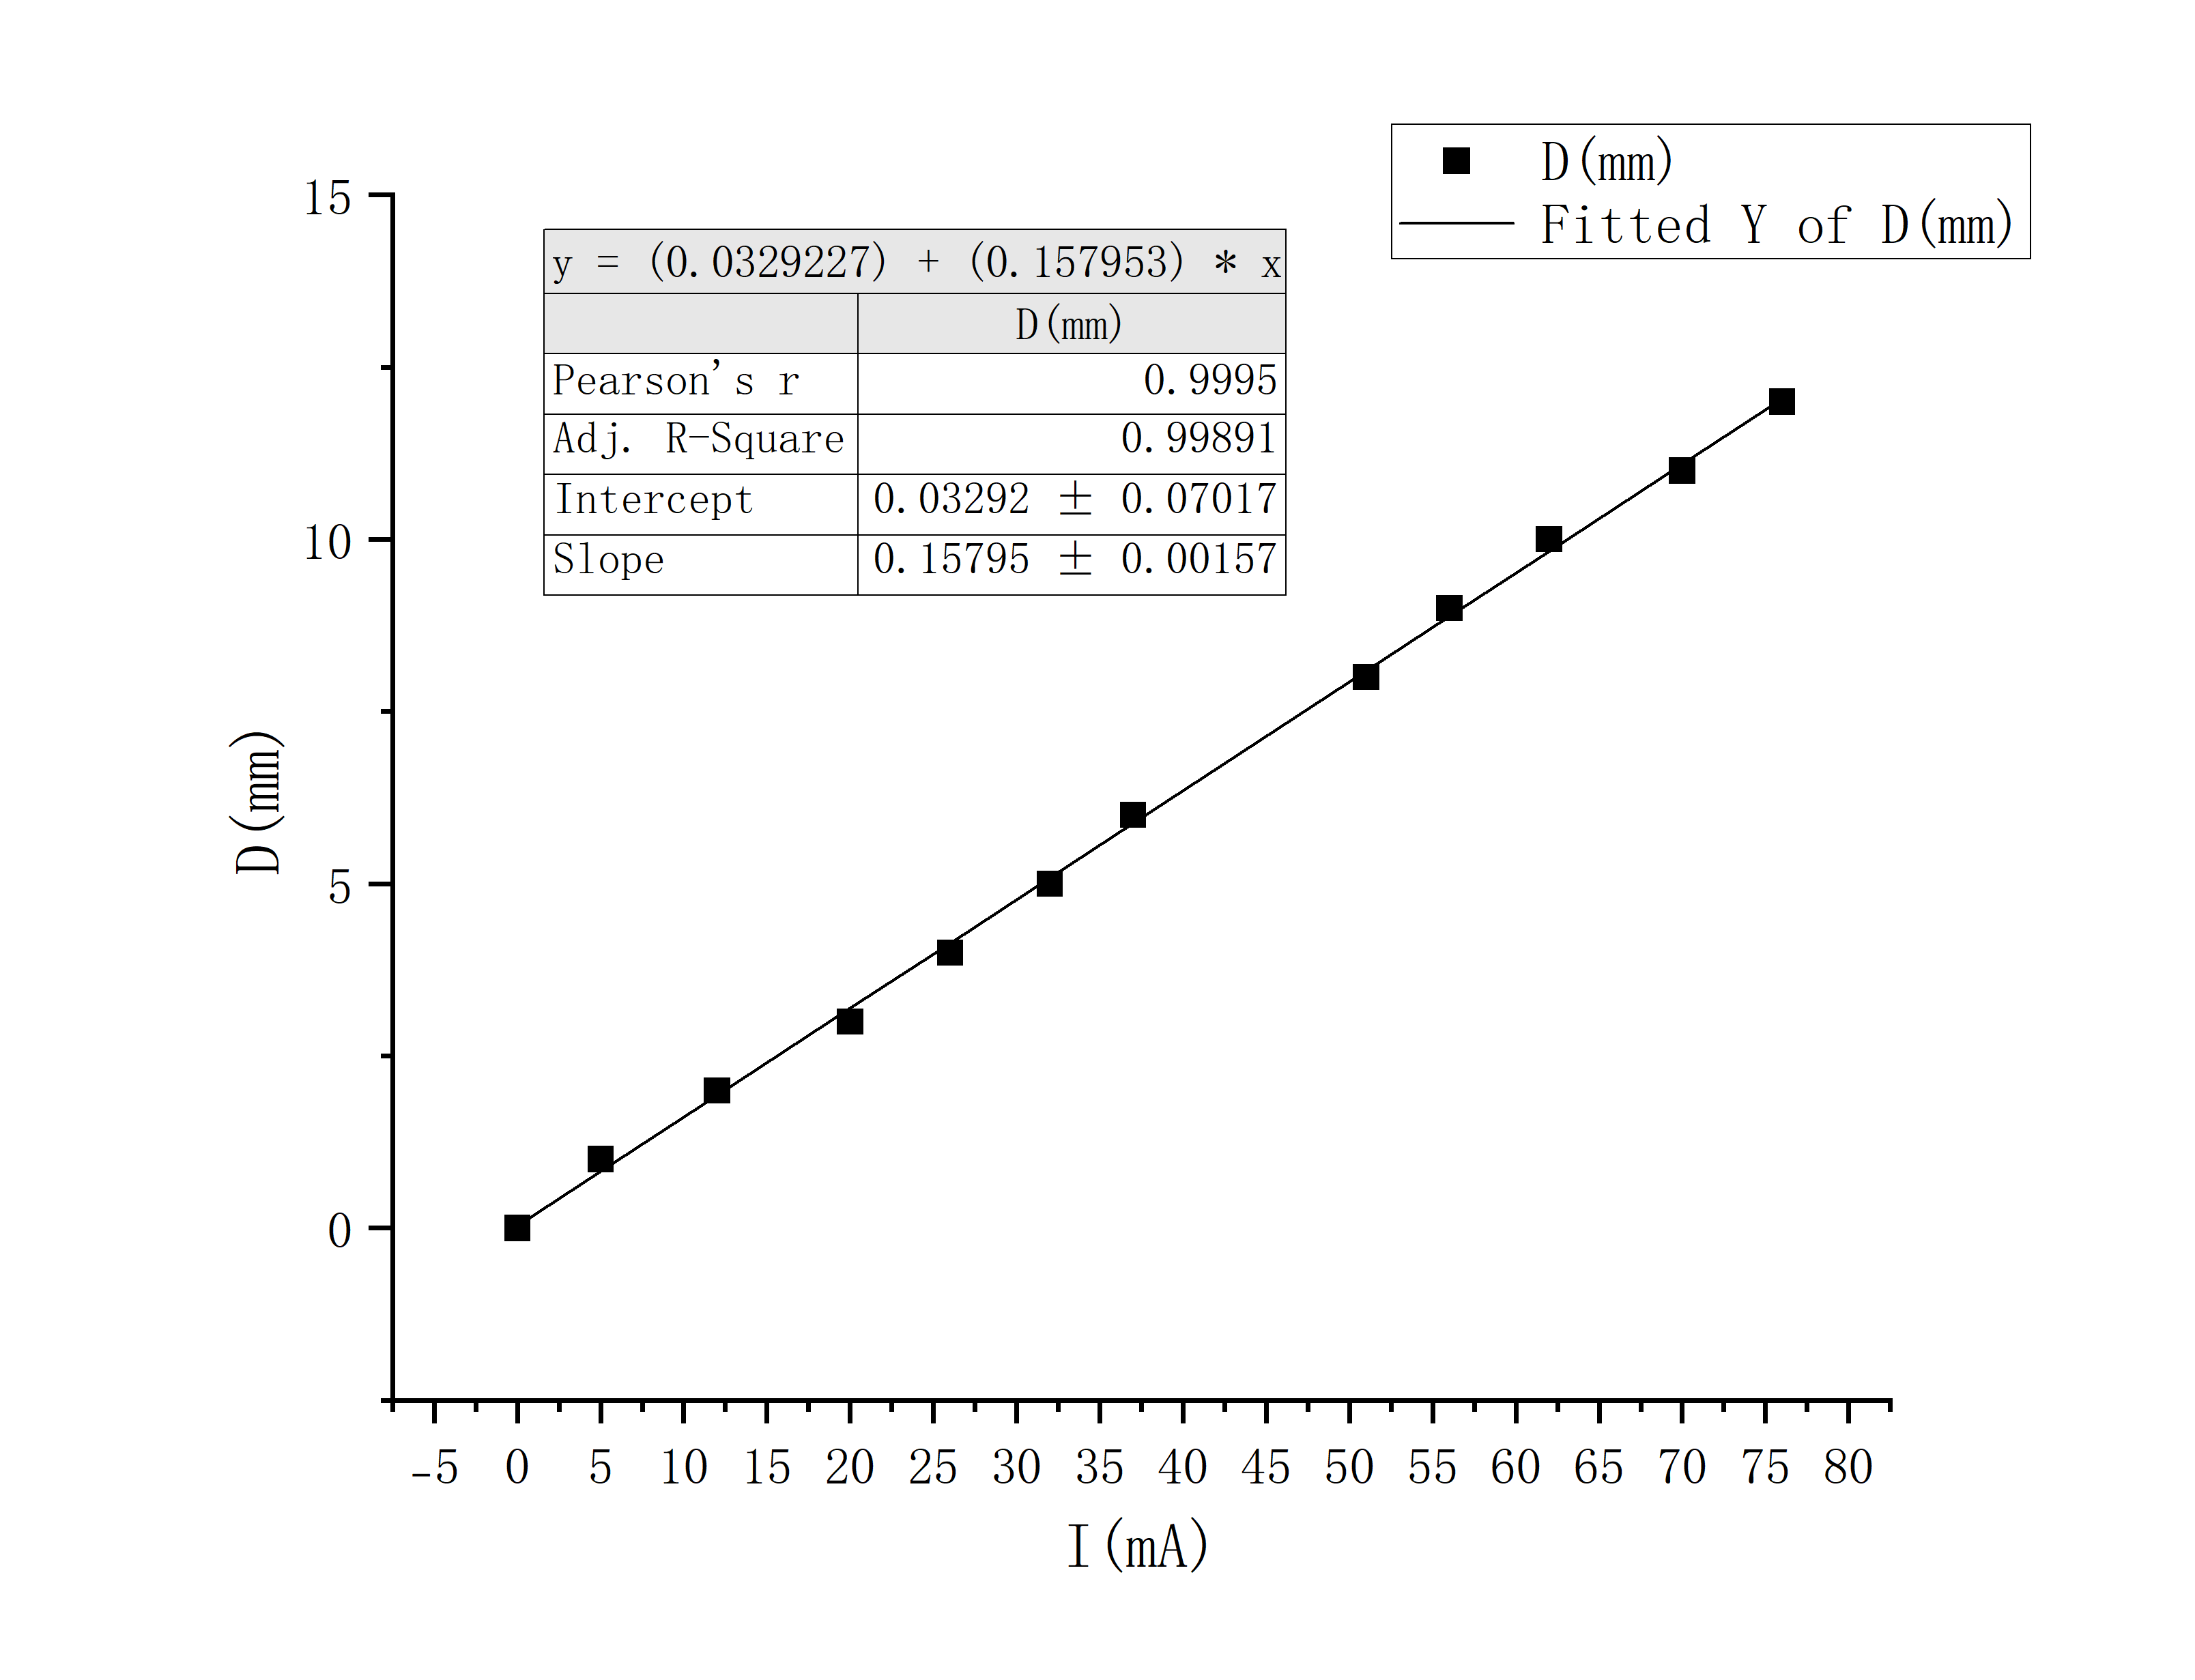 D(mm)
Fitted Y of D(mm)
y = (0.0329227) + (0.157953) * x
D(mm)
Pearson's r 0.9995
Adj. R-Square 0.99891
Intercept 0.03292 ± 0.07017
Slope 0.15795 ± 0.00157
15
10
5
0
D(mm)
-5 0 5 10 15 20 25 30 35 40 45 50 55 60 65 70 75 80
I(mA)